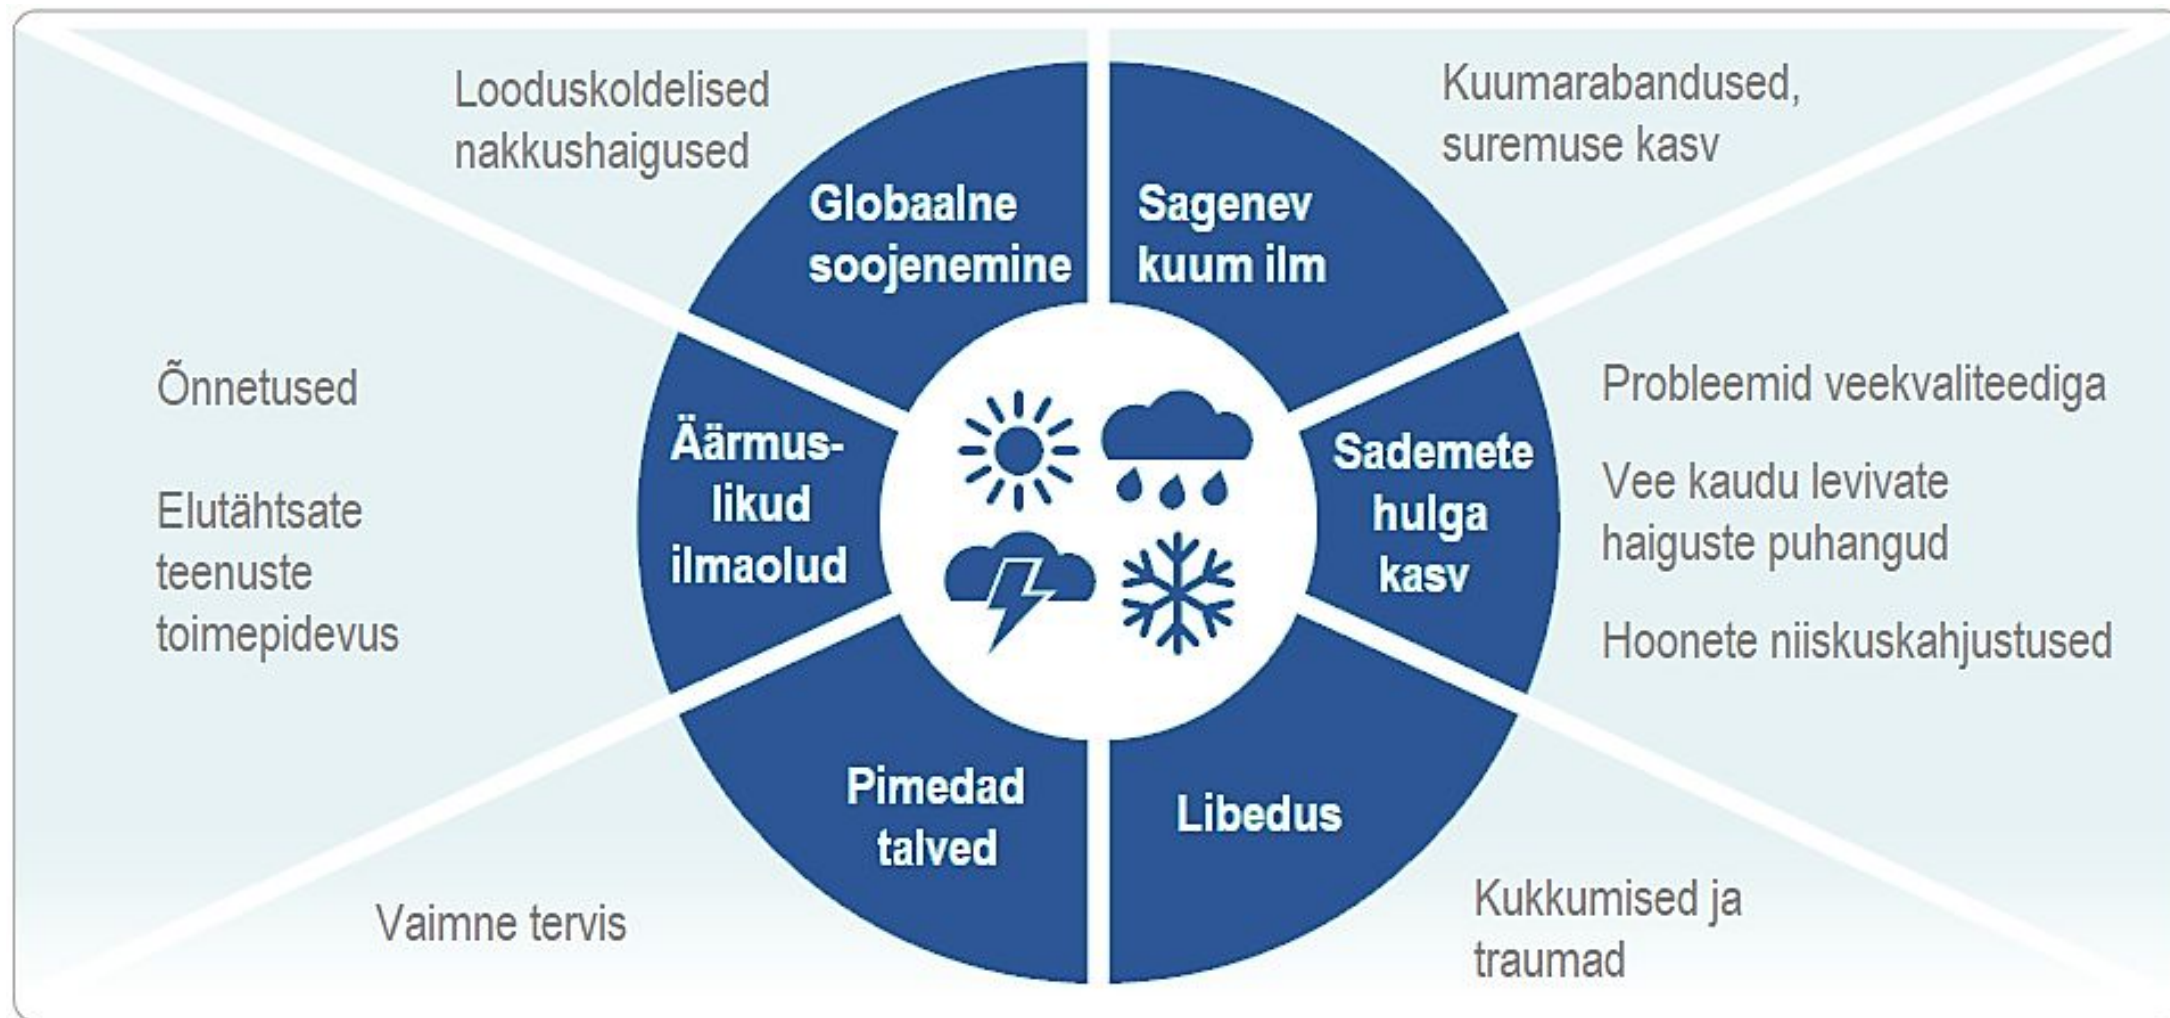 Looduskoldelised
nakkushaigused
Globaalne
soojenemine
Sagenev
kuum ilm
Kuumarabandused,
suremuse kasv
Õnnetused
Elutähtsate
teenuste
toimepidevus
Äärmus-
likud
ilmaolud
Sademete
hulga
kasv
Probleemid veekvaliteediga
Vee kaudu levivate
haiguste puhangud
Hoonete niiskuskahjustused
Pimedad
talved
Vaimne tervis
Libedus
Kukkumised ja
traumad